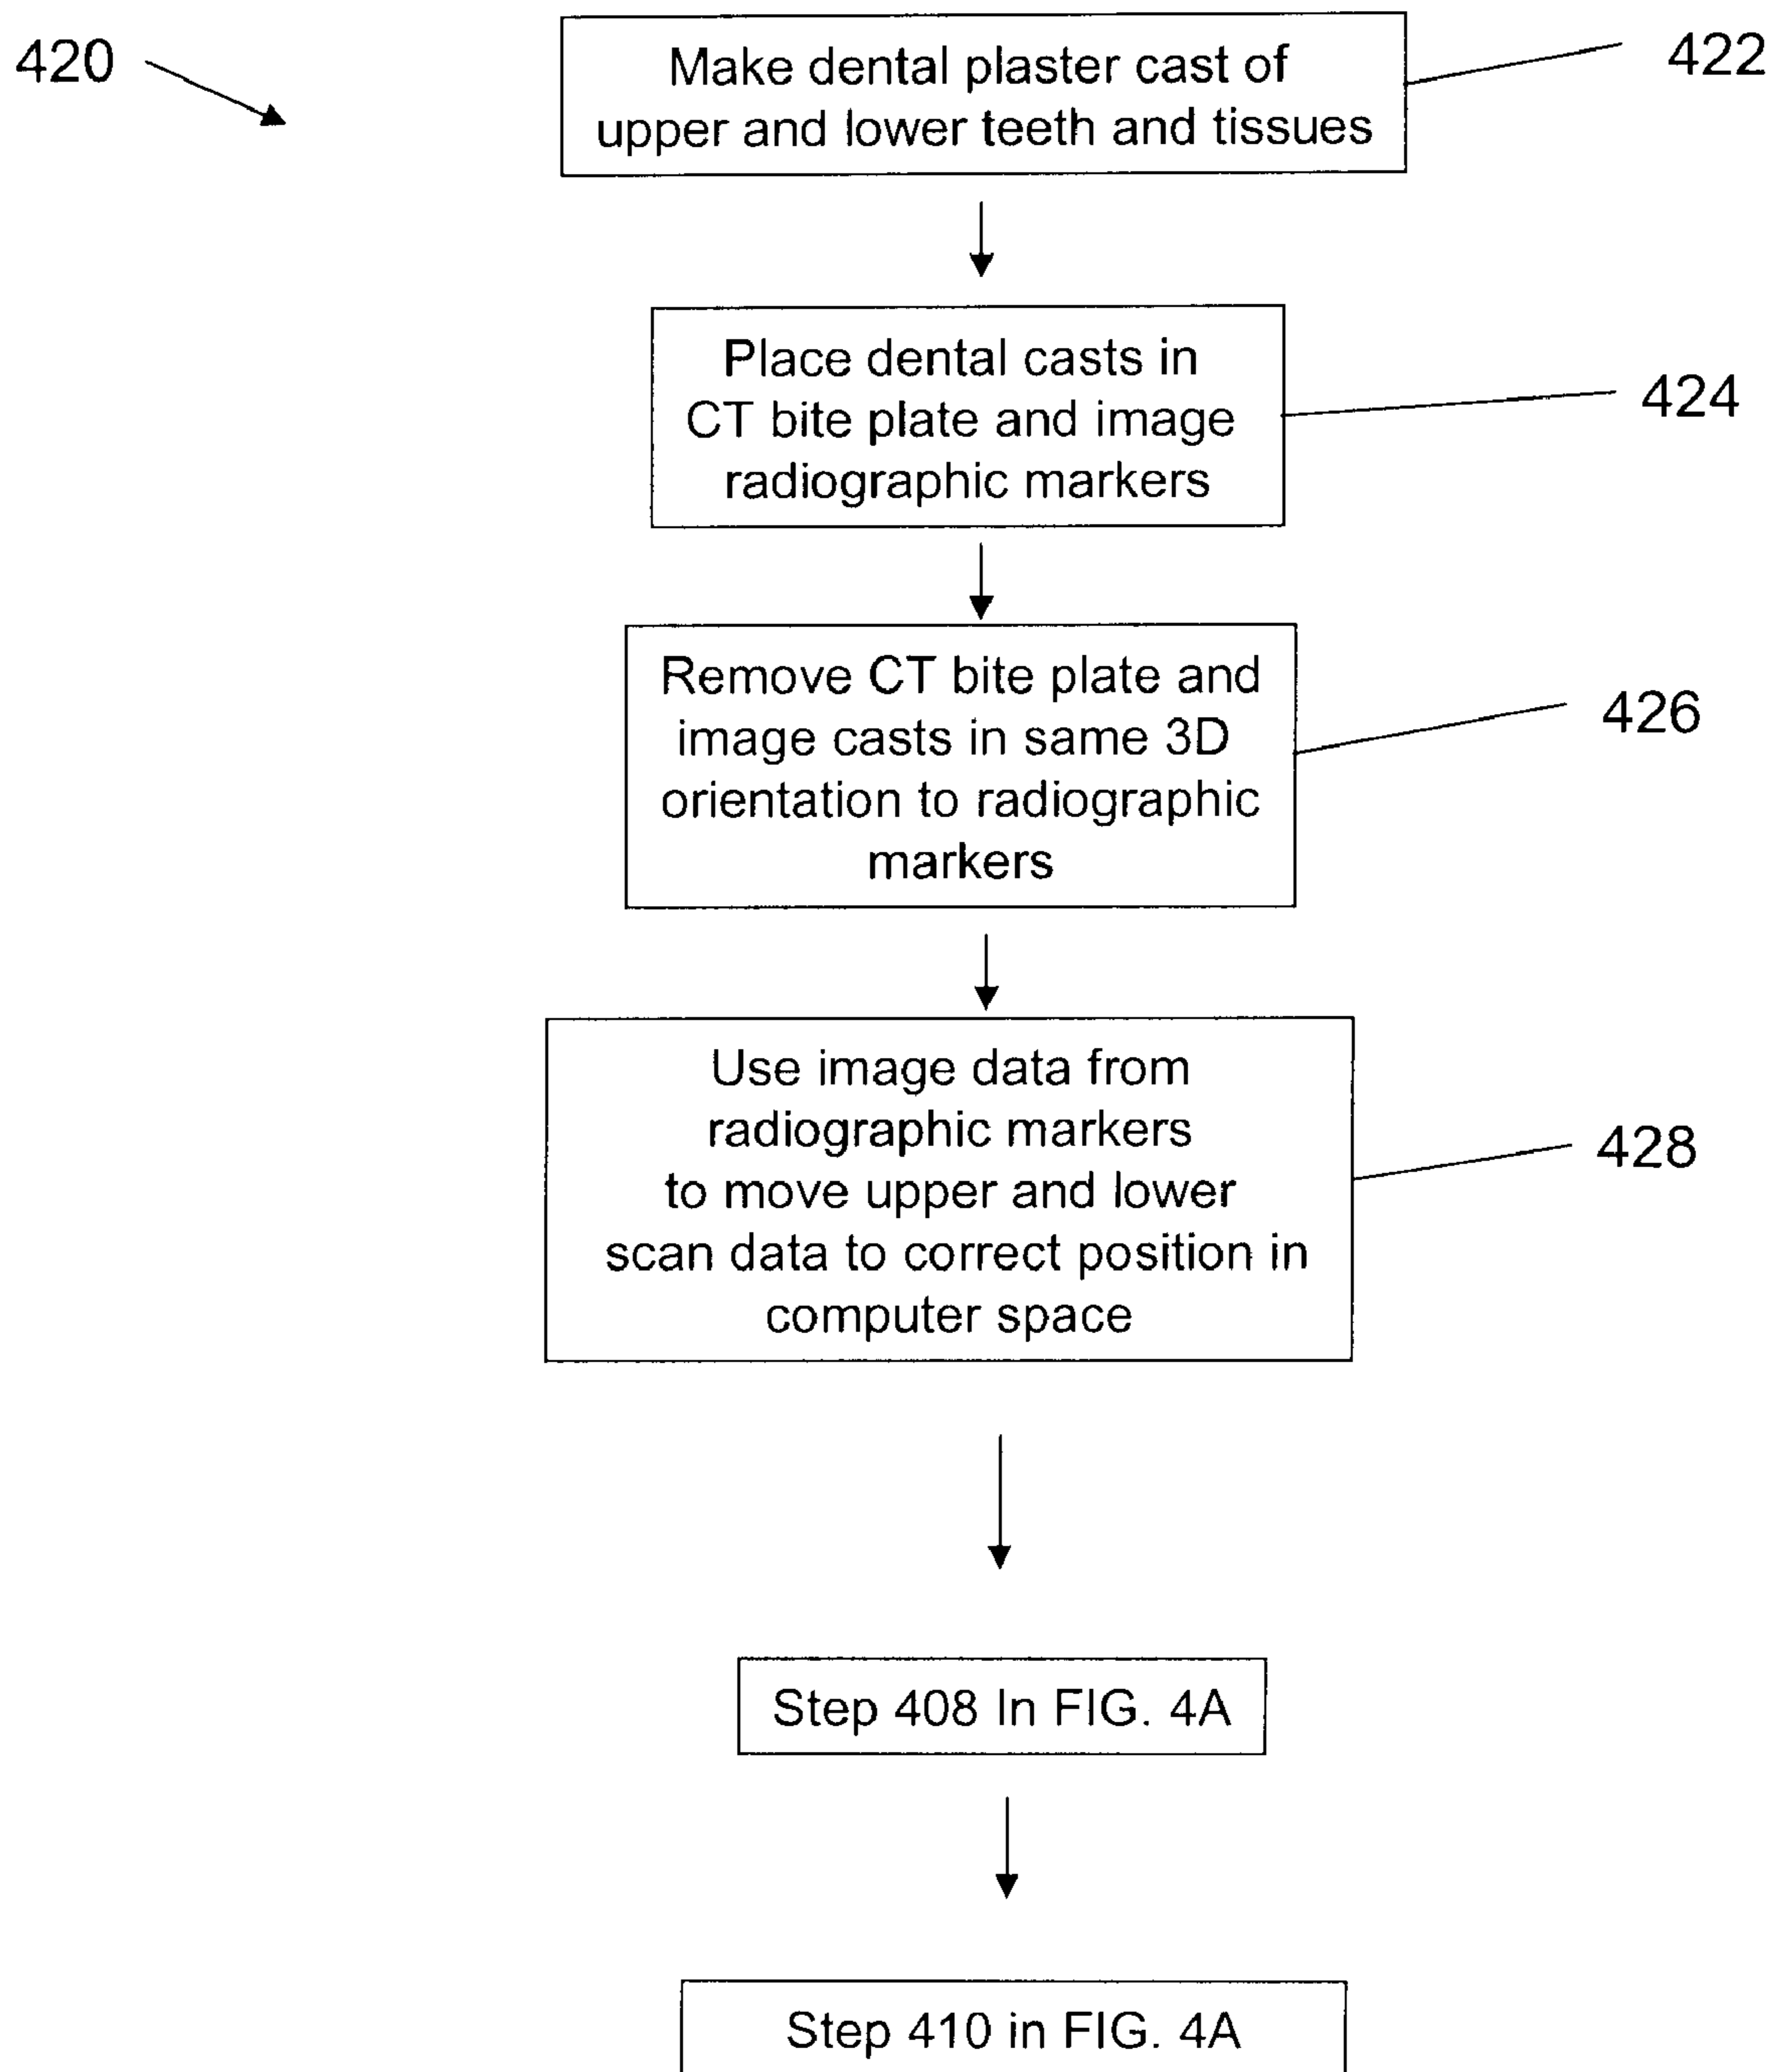 420
Make dental plaster cast of
upper and lower teeth and tissues
422
Place dental casts in
CT bite plate and image
radiographic markers
424
Remove CT bite plate and
image casts in same 3D
orientation to radiographic
markers
426
Use image data from
radiographic markers
to move upper and lower
scan data to correct position in
computer space
428
Step 408 In FIG. 4A
Step 410 in FIG. 4A